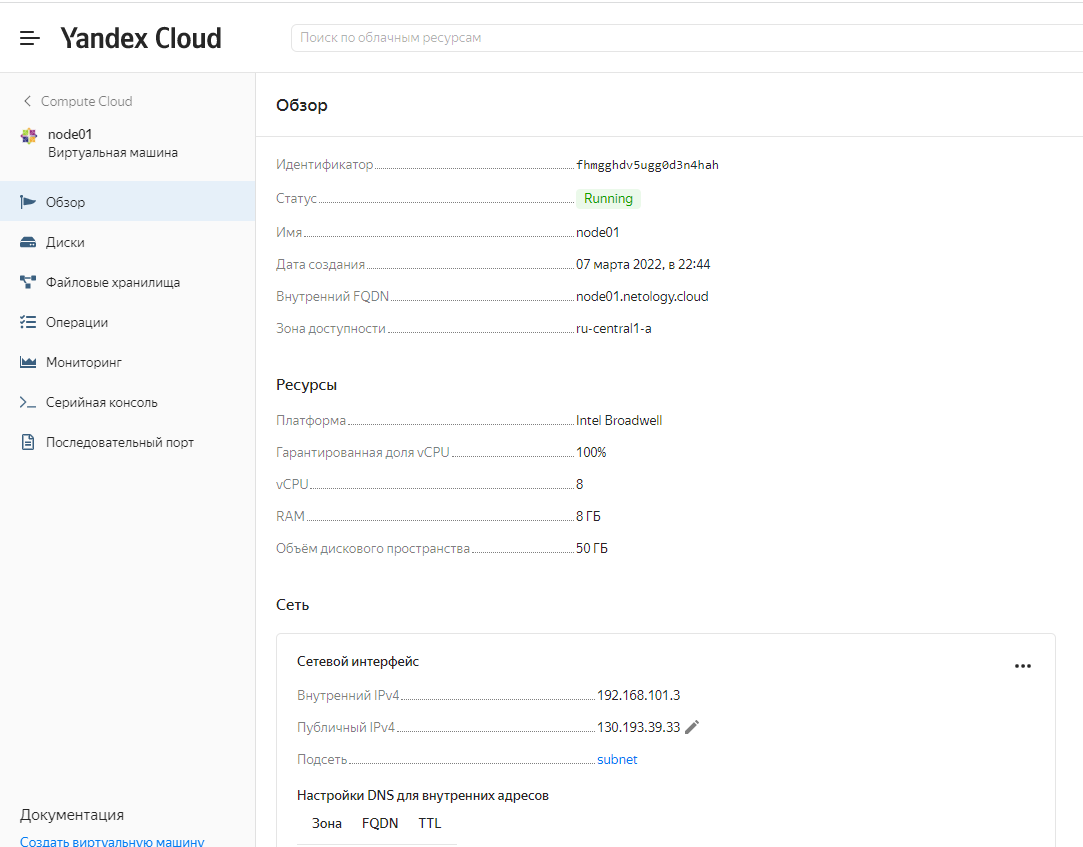 Yandex Cloud
Поиск по облачным ресурсам
Compute Cloud
node01
Виртуальная машина
Обзор
Диски
Файловые хранилища
Операции
Мониторинг
Серийная консоль
Последовательный порт
Документация
Создать виртуальную машину
Обзор
Идентификатор fhmgghdv5ugg0d3n4hah
Статус Running
Имя node01
Дата создания 07 марта 2022, в 22:44
Внутренний FQDN node01.netology.cloud
Зона доступности ru-central1-a
Ресурсы
Платформа Intel Broadwell
Гарантированная доля vCPU 100%
vCPU 8
RAM 8 ГБ
Объём дискового пространства 50 ГБ
Сеть
Сетевой интерфейс
Внутренний IPv4 192.168.101.3
Публичный IPv4 130.193.39.33
Подсеть subnet
Настройки DNS для внутренних адресов
Зона FQDN TTL